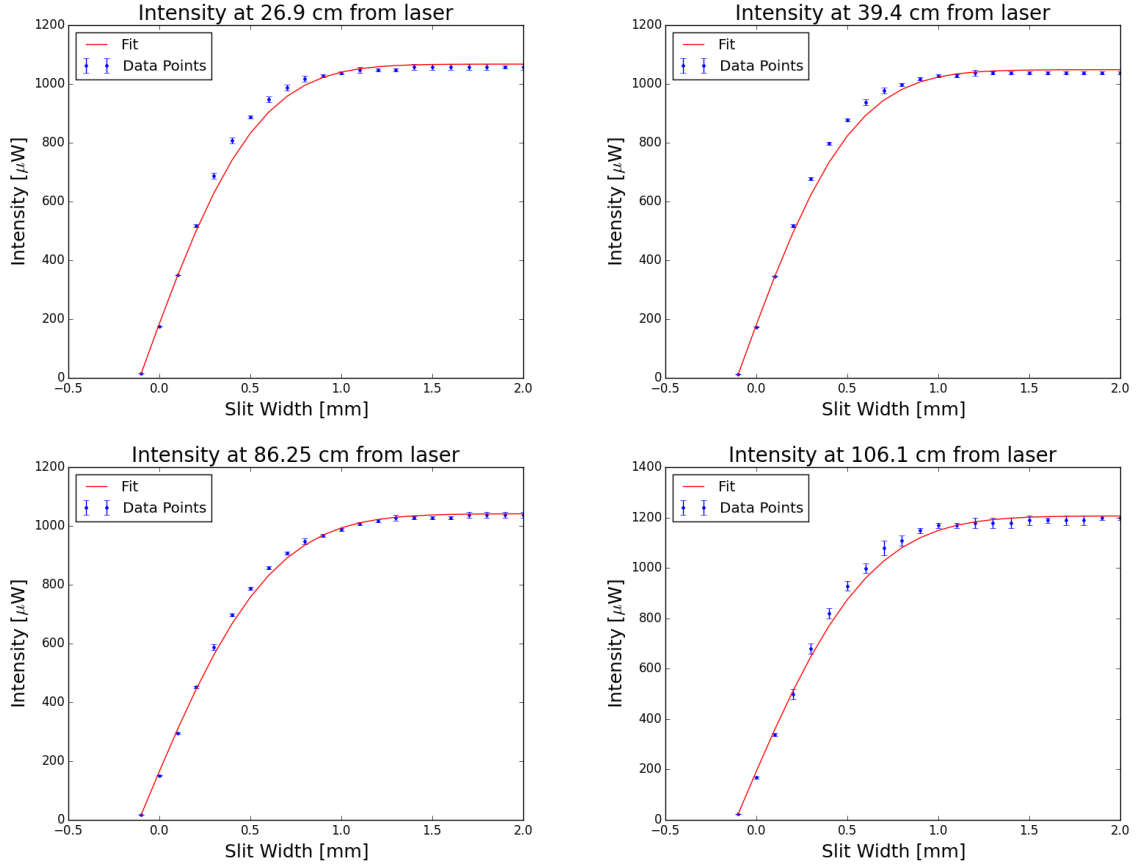 Intensity at 26.9 cm from laser
1200
1000
800
600
400
200
0
Intensity [μW]
Fit
Data Points
−0.5 0.0 0.5 1.0 1.5 2.0
Slit Width [mm]
Intensity at 39.4 cm from laser
1200
1000
800
600
400
200
0
Intensity [μW]
Fit
Data Points
−0.5 0.0 0.5 1.0 1.5 2.0
Slit Width [mm]
Intensity at 86.25 cm from laser
1200
1000
800
600
400
200
0
Intensity [μW]
Fit
Data Points
−0.5 0.0 0.5 1.0 1.5 2.0
Slit Width [mm]
Intensity at 106.1 cm from laser
1400
1200
1000
800
600
400
200
0
Intensity [μW]
Fit
Data Points
−0.5 0.0 0.5 1.0 1.5 2.0
Slit Width [mm]